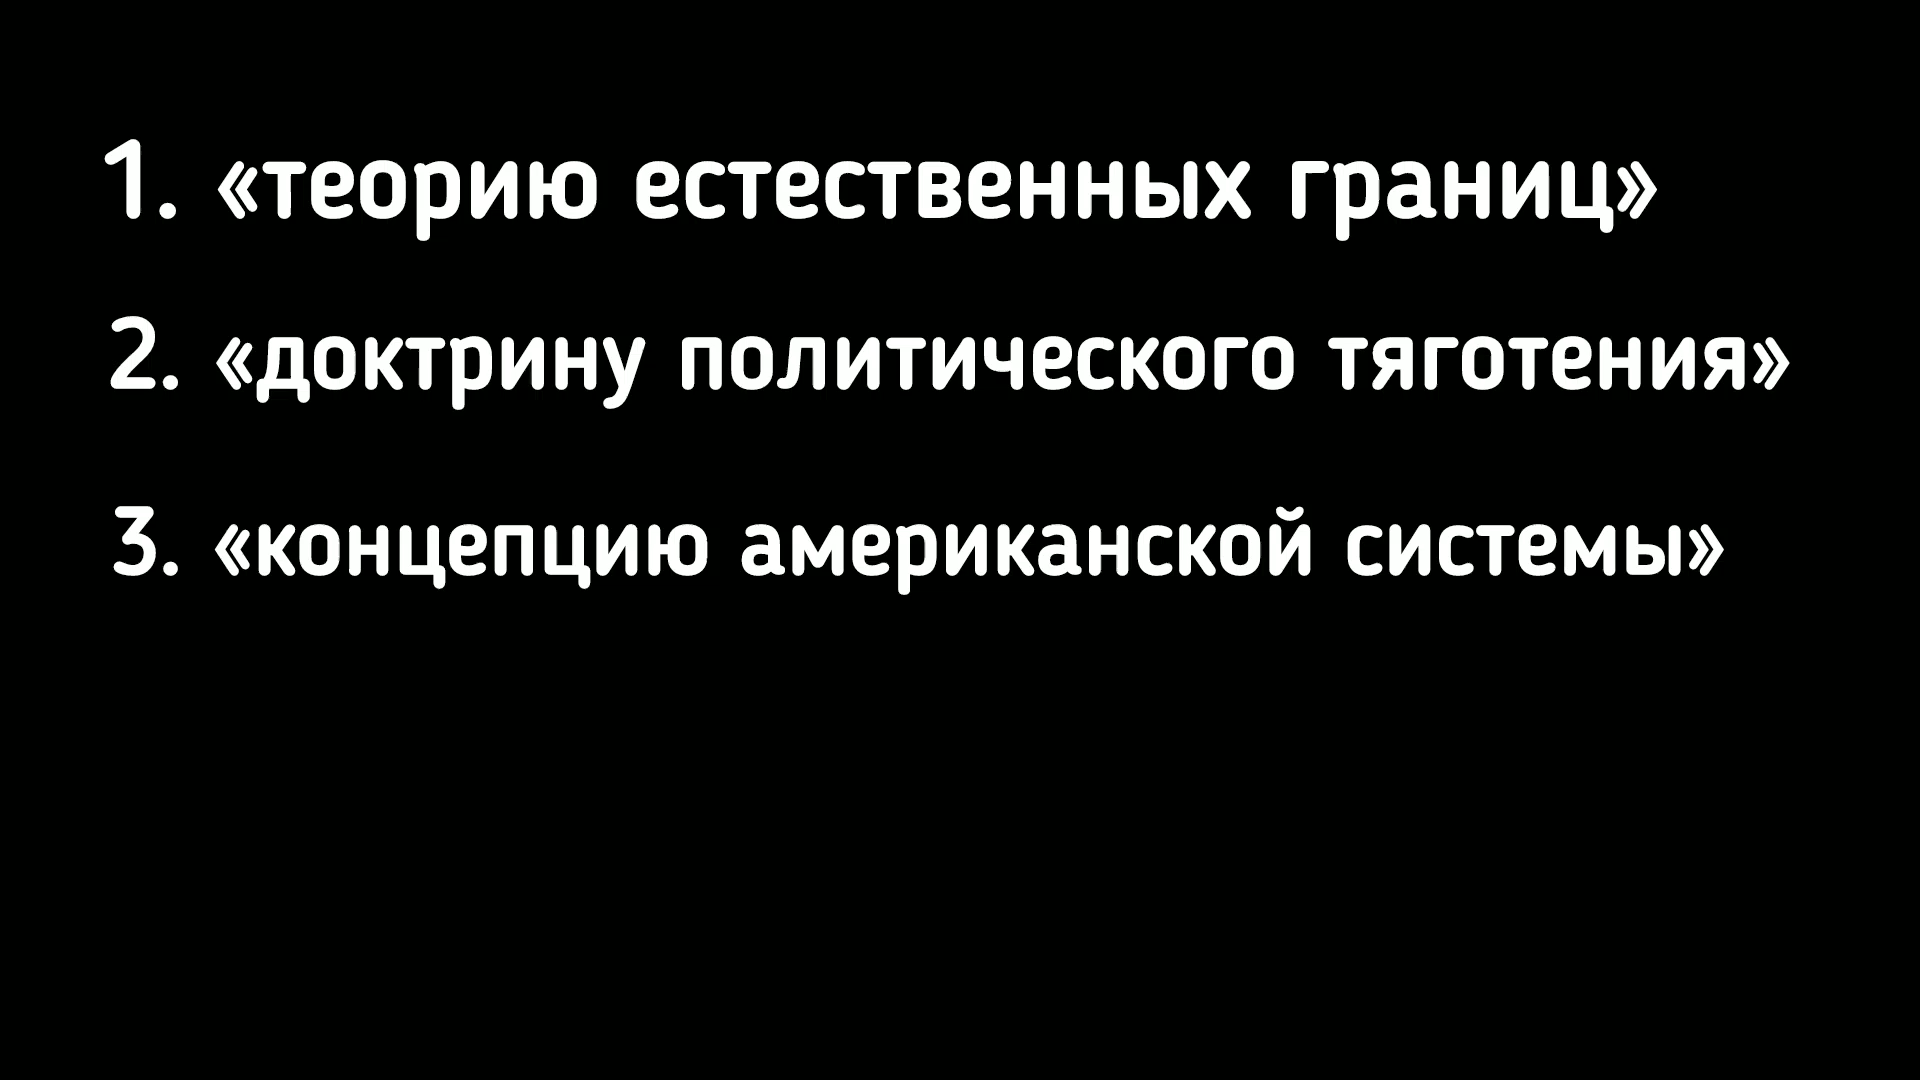 1. «теорию естественных границ»
2. «доктрину политического тяготения»
3. «концепцию американской системы»